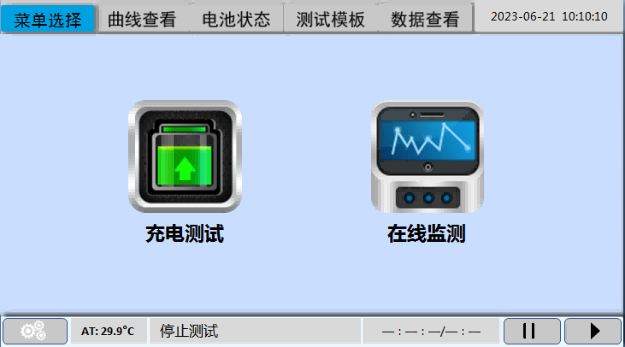 菜单选择 曲线查看 电池状态 测试模板 数据查看 2023-06-21 10:10:10
充电测试 在线监测
AT: 29.9°C 停止测试 — : — : —/— : —